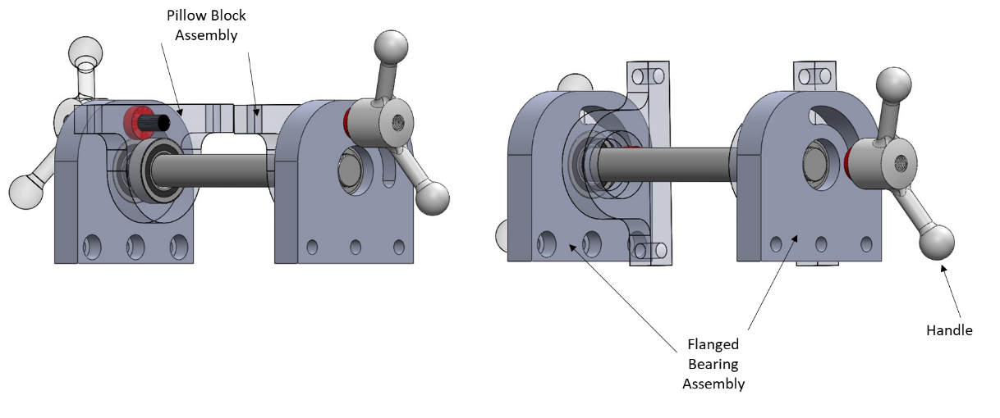 Pillow Block
Assembly
Flanged
Bearing
Assembly
Handle